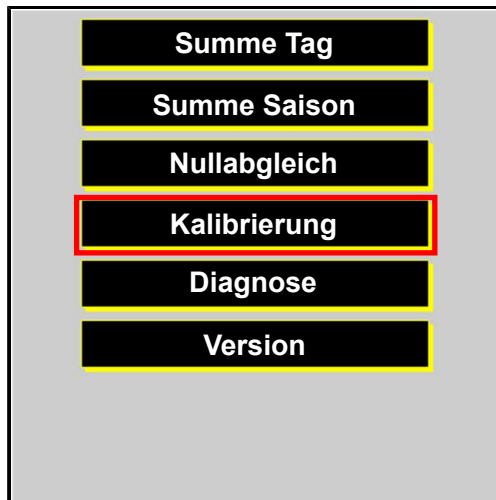 Summe Tag
Summe Saison
Nullabgleich
Kalibrierung
Diagnose
Version